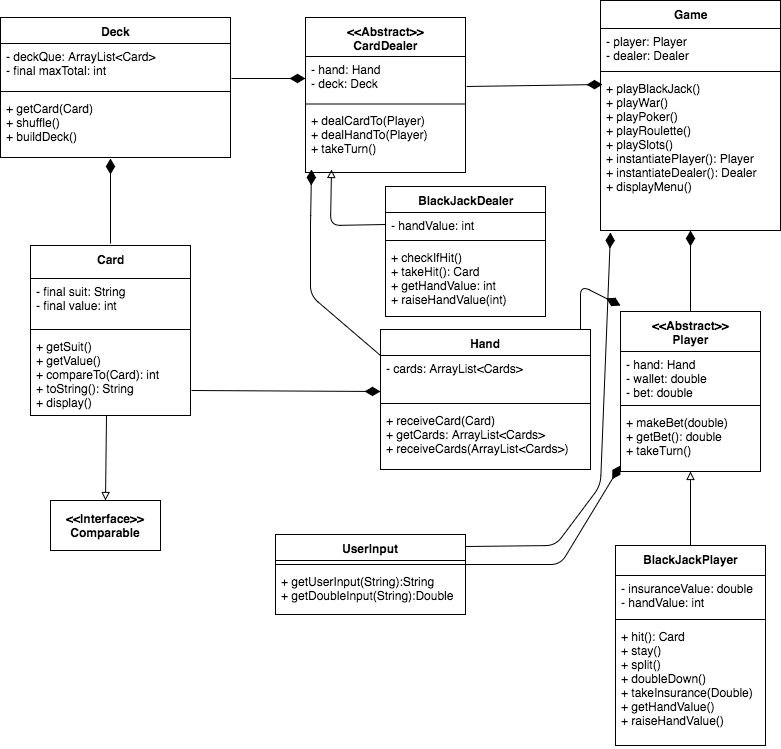 Deck
- deckQue: ArrayList<Card>
- final maxTotal: int
+ getCard(Card)
+ shuffle()
+ buildDeck()
<<Abstract>>
CardDealer
- hand: Hand
- deck: Deck
+ dealCardTo(Player)
+ dealHandTo(Player)
+ takeTurn()
Game
- player: Player
- dealer: Dealer
+ playBlackJack()
+ playWar()
+ playPoker()
+ playRoulette()
+ playSlots()
+ instantiatePlayer(): Player
+ instantiateDealer(): Dealer
+ displayMenu()
BlackJackDealer
- handValue: int
+ checkIfHit()
+ takeHit(): Card
+ getHandValue: int
+ raiseHandValue(int)
Card
- final suit: String
- final value: int
+ getSuit()
+ getValue()
+ compareTo(Card): int
+ toString(): String
+ display()
Hand
- cards: ArrayList<Cards>
+ receiveCard(Card)
+ getCards: ArrayList<Cards>
+ receiveCards(ArrayList<Cards>)
<<Abstract>>
Player
- hand: Hand
- wallet: double
- bet: double
+ makeBet(double)
+ getBet(): double
+ takeTurn()
<<Interface>>
Comparable
UserInput
+ getUserInput(String):String
+ getDoubleInput(String):Double
BlackJackPlayer
- insuranceValue: double
- handValue: int
+ hit(): Card
+ stay()
+ split()
+ doubleDown()
+ takeInsurance(Double)
+ getHandValue()
+ raiseHandValue()